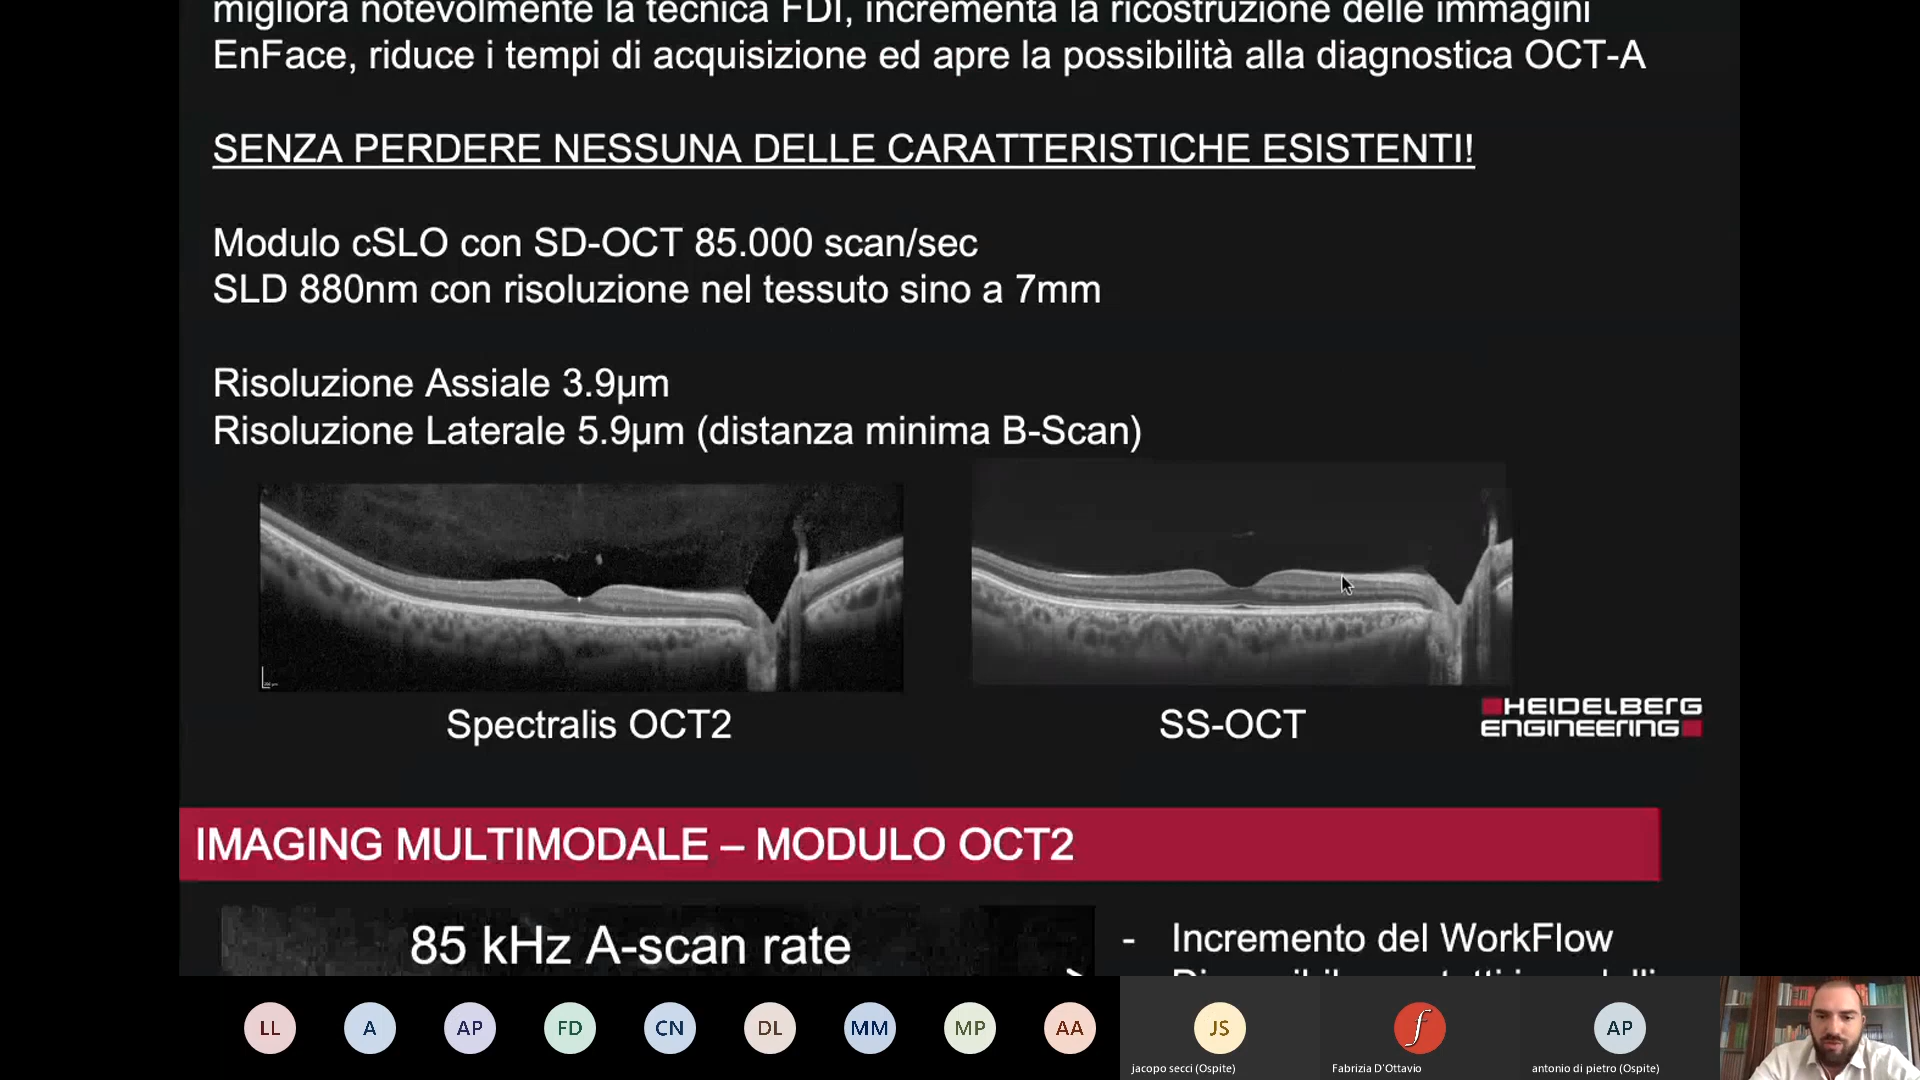 migliora notevolmente la tecnica FDI, incrementa la ricostruzione delle immagini
EnFace, riduce i tempi di acquisizione ed apre la possibilità alla diagnostica OCT-A
SENZA PERDERE NESSUNA DELLE CARATTERISTICHE ESISTENTI!
Modulo cSLO con SD-OCT 85.000 scan/sec
SLD 880nm con risoluzione nel tessuto sino a 7mm
Risoluzione Assiale 3.9µm
Risoluzione Laterale 5.9µm (distanza minima B-Scan)
Spectralis OCT2
SS-OCT
HEIDELBERG
ENGINEERING
IMAGING MULTIMODALE – MODULO OCT2
85 kHz A-scan rate
- Incremento del WorkFlow
LL
A
AP
FD
CN
DL
MM
MP
AA
JS
f
AP
jacopo secci (Ospite)
Fabrizia D'Ottavio
antonio di pietro (Ospite)